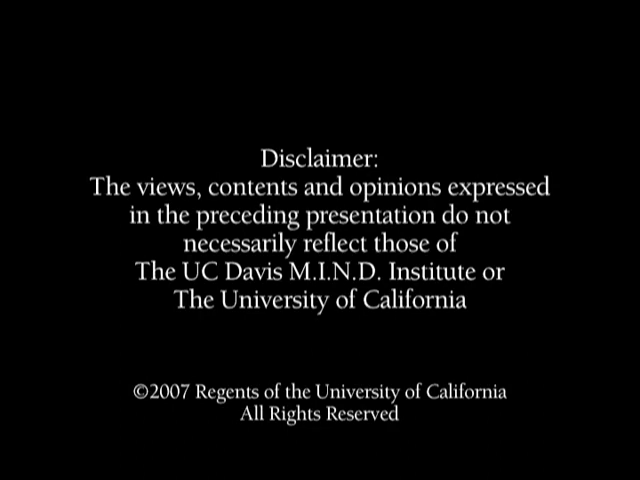 Disclaimer:
The views, contents and opinions expressed
in the preceding presentation do not
necessarily reflect those of
The UC Davis M.I.N.D. Institute or
The University of California
©2007 Regents of the University of California
All Rights Reserved